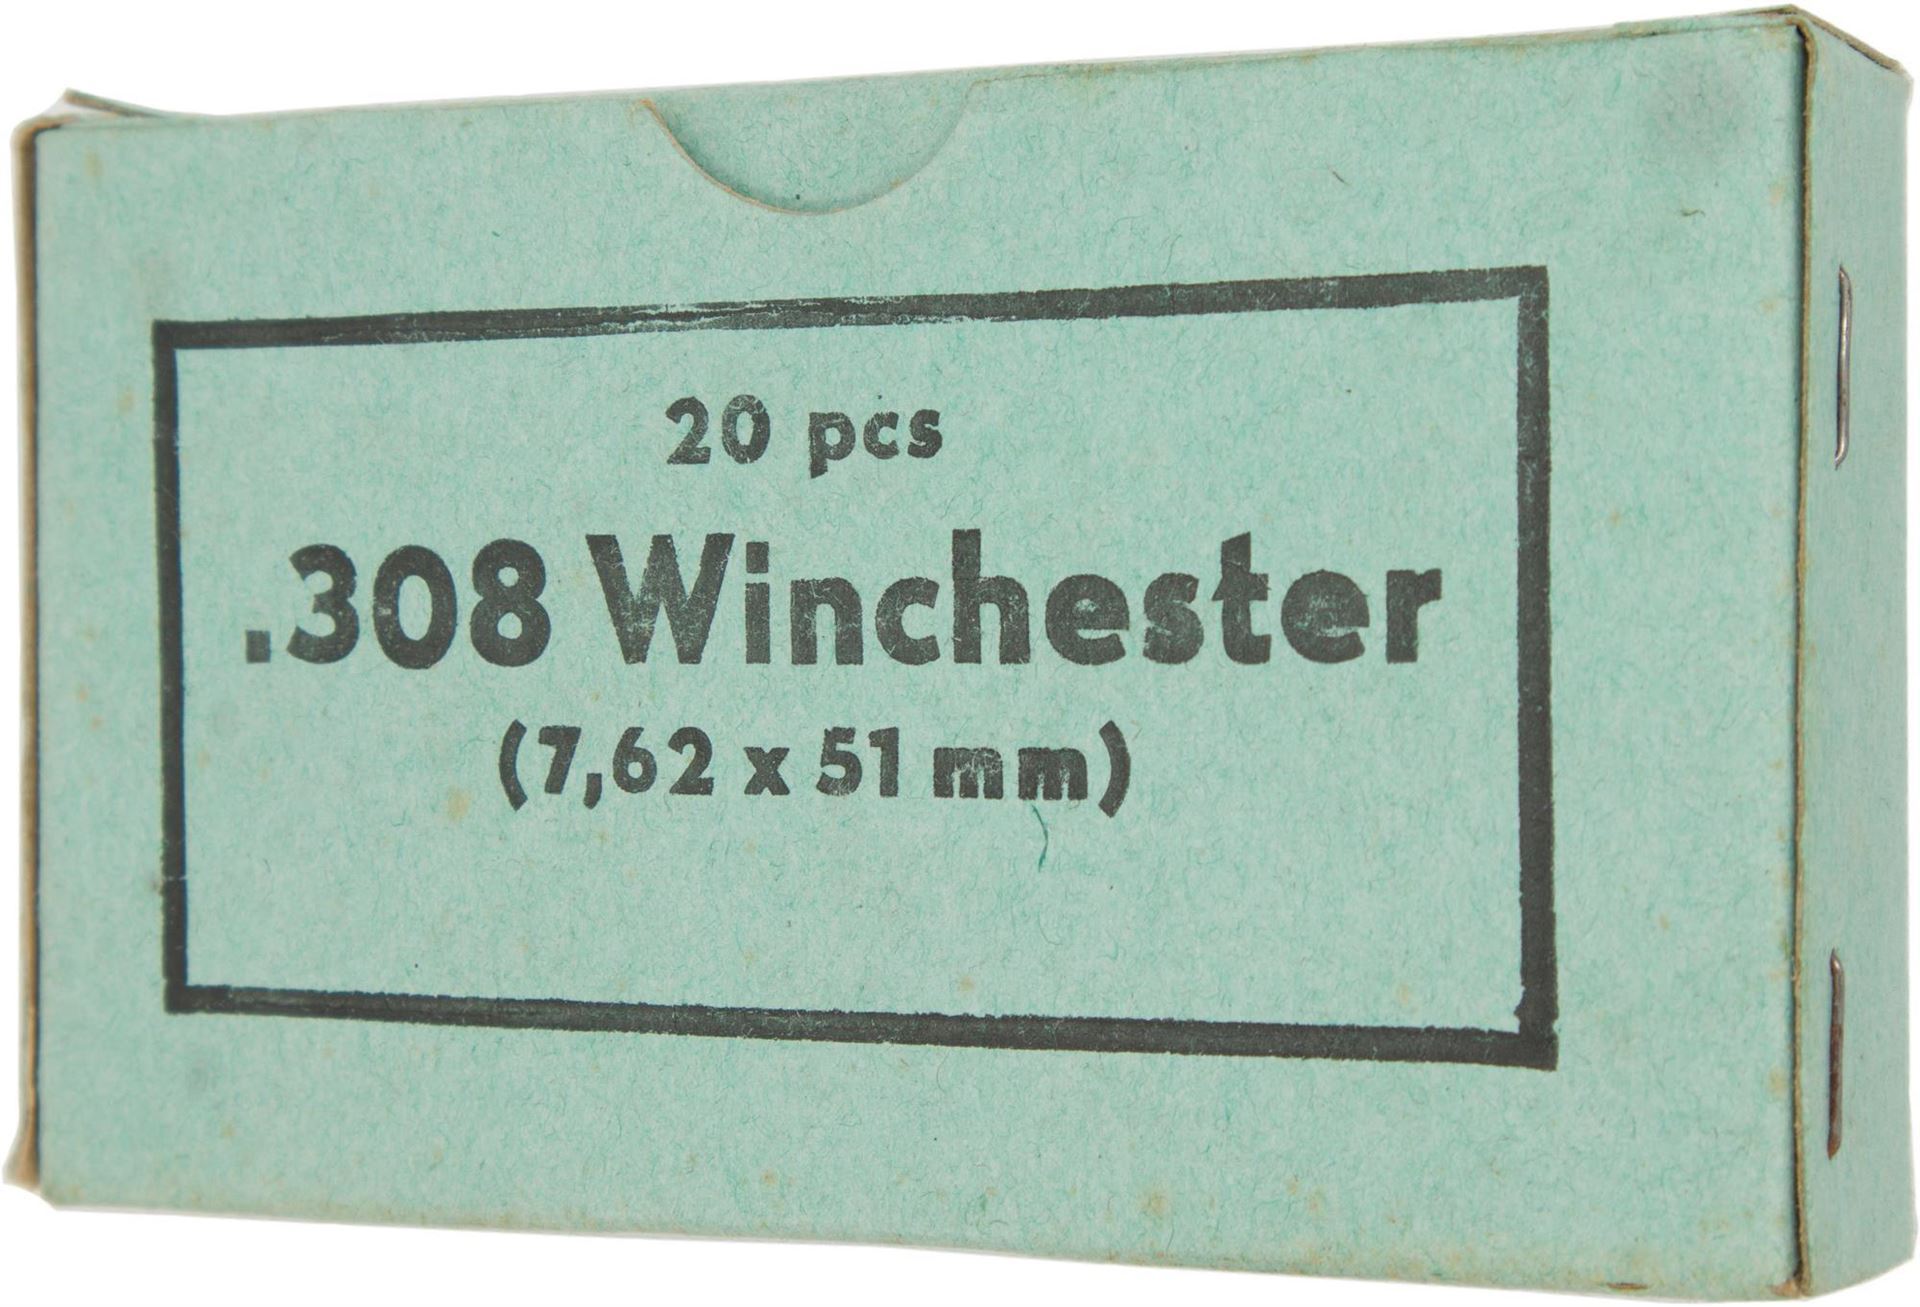 20 pcs
.308 Winchester
(7,62 x 51 mm)